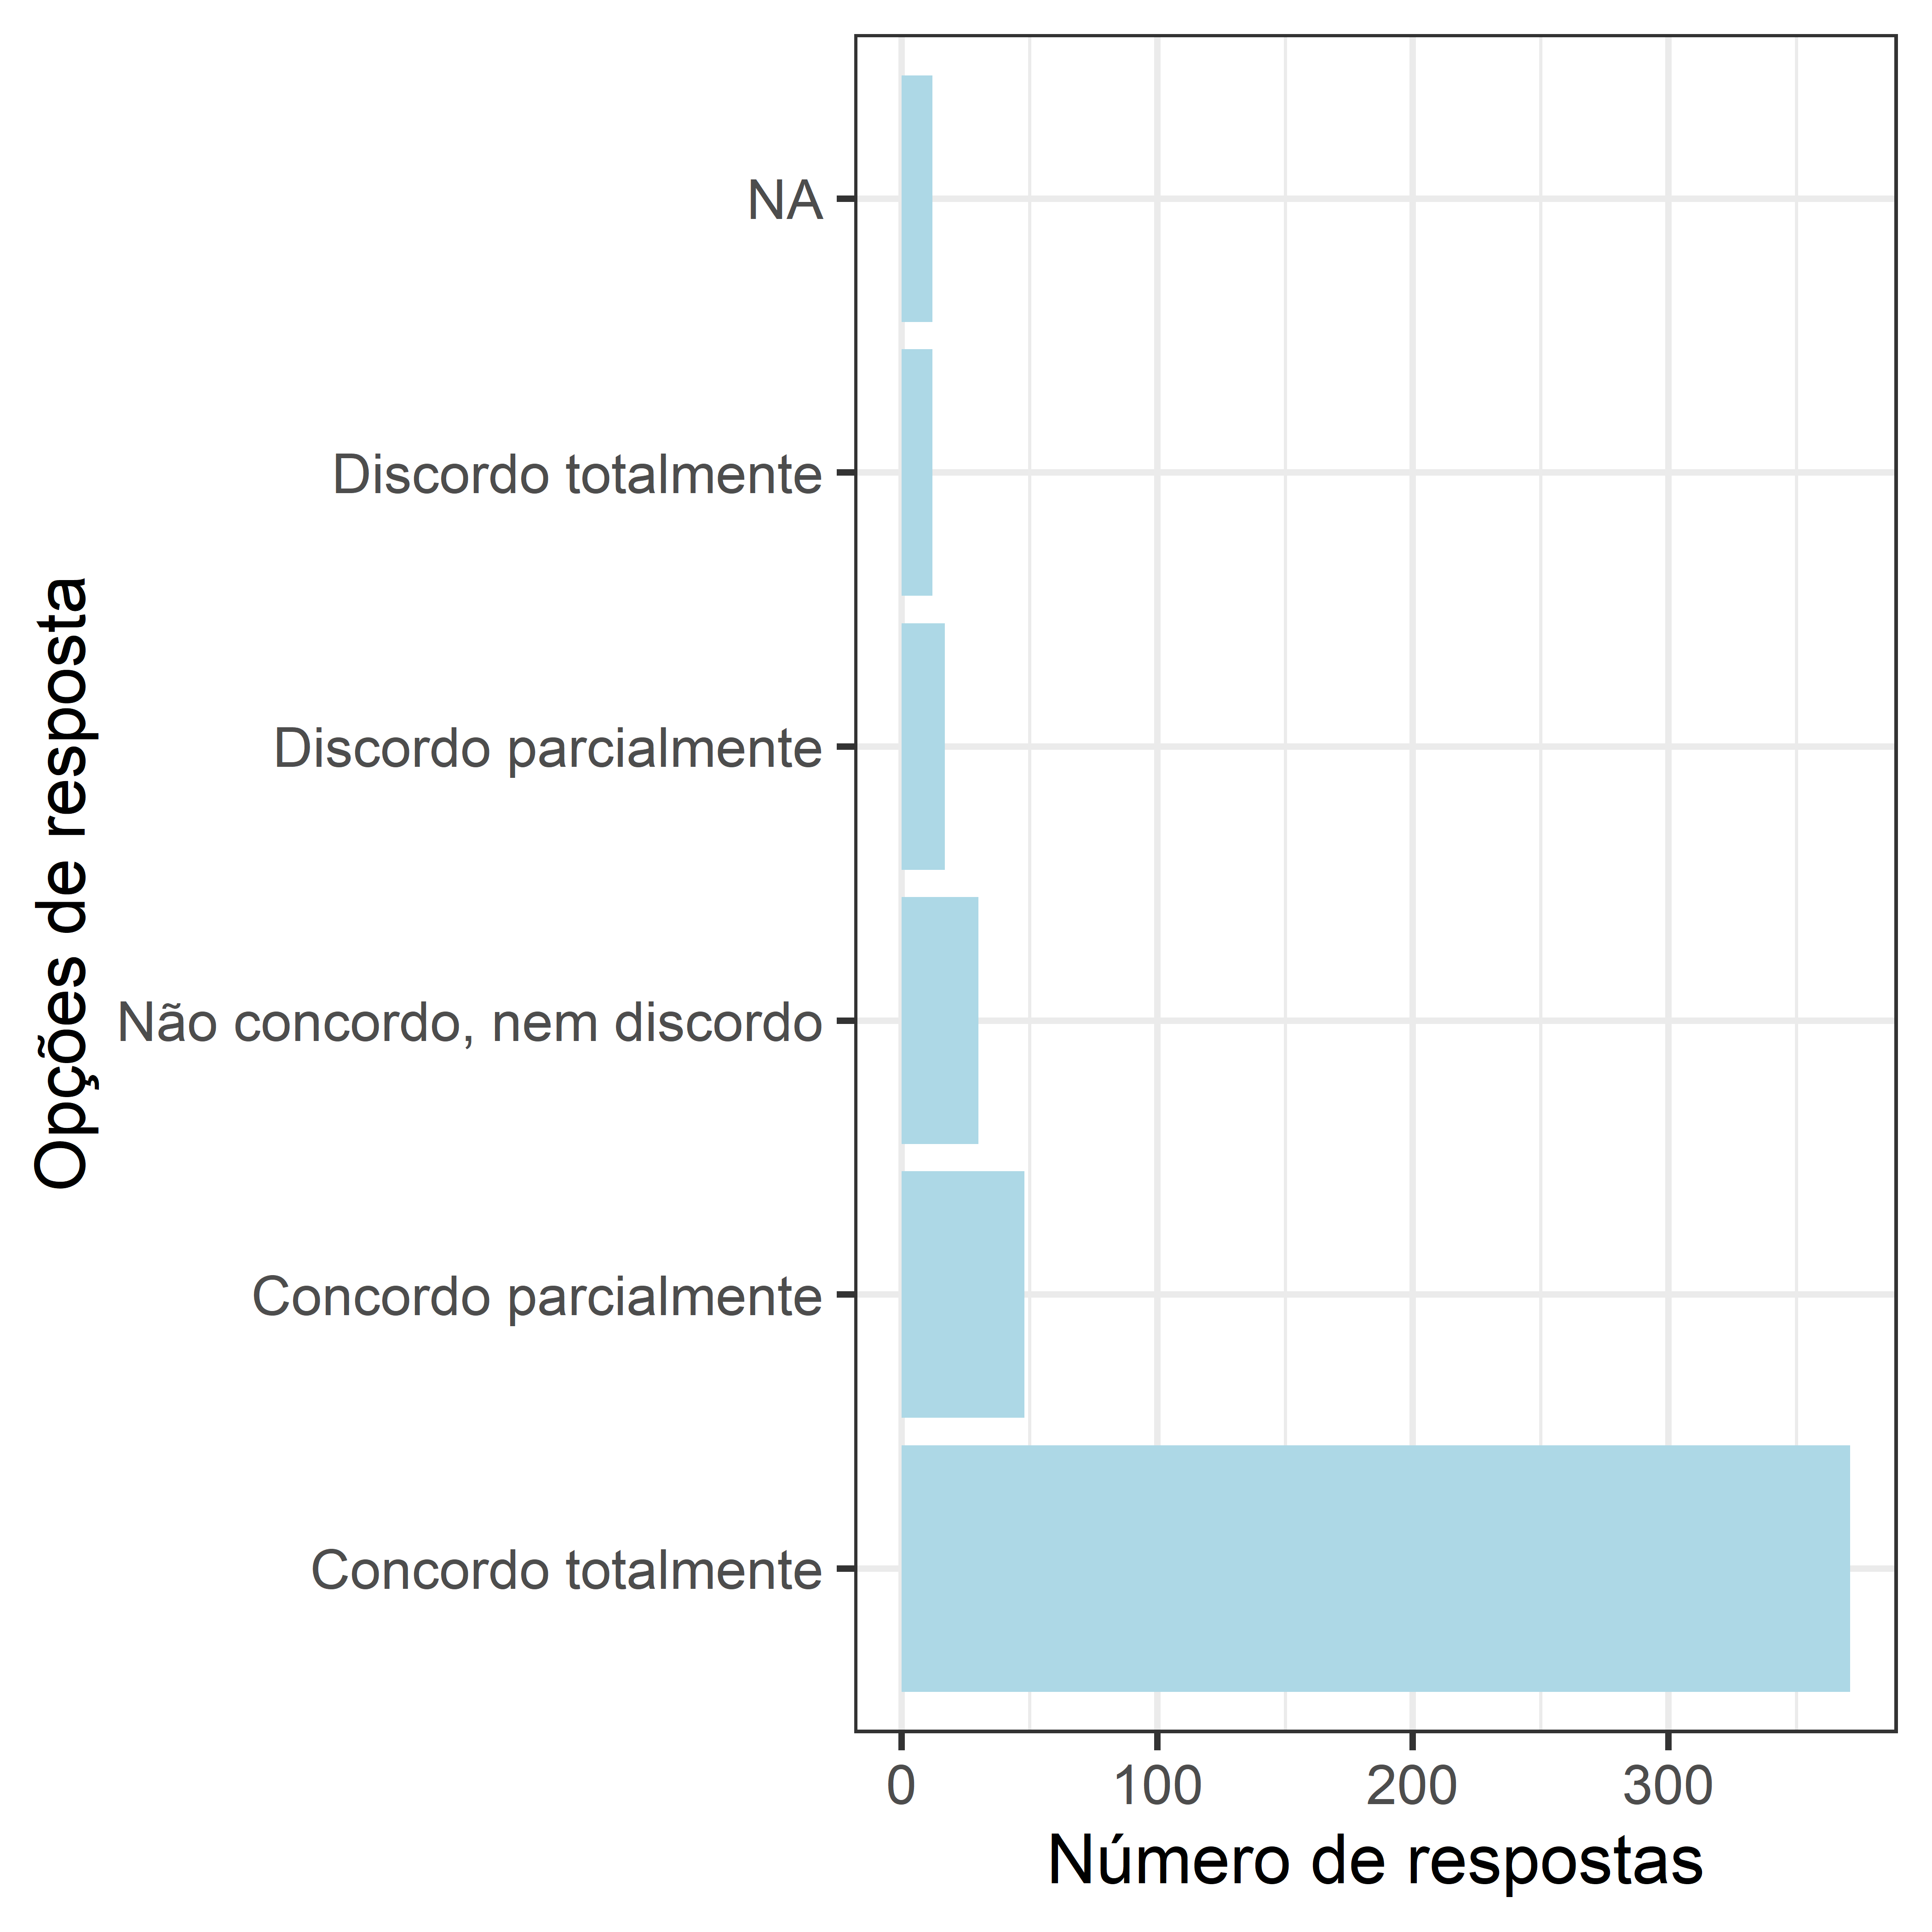 Opções de resposta
NA
Discordo totalmente
Discordo parcialmente
Não concordo, nem discordo
Concordo parcialmente
Concordo totalmente
0 100 200 300
Número de respostas